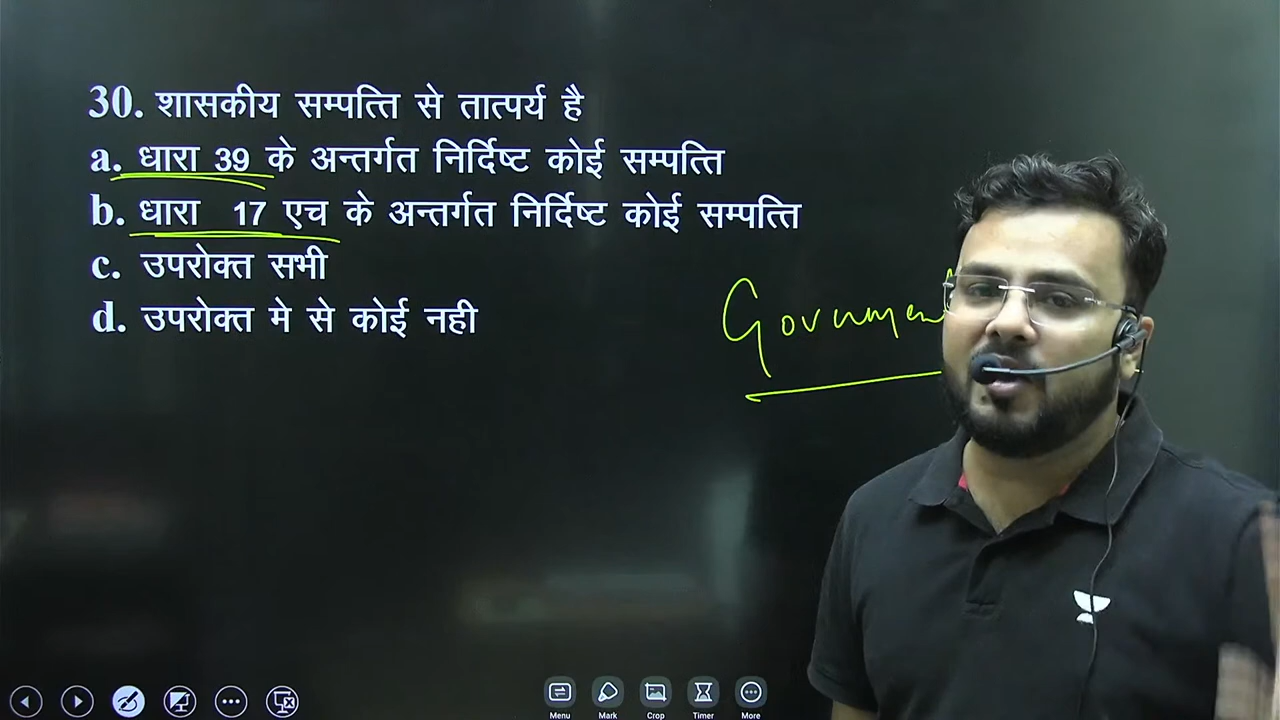 30. शासकीय सम्पत्ति से तात्पर्य है
a. धारा 39 के अन्तर्गत निर्दिष्ट कोई सम्पत्ति
b. धारा 17 एच के अन्तर्गत निर्दिष्ट कोई सम्पत्ति
c. उपरोक्त सभी
d. उपरोक्त मे से कोई नही
Menu Mark Crop Timer More